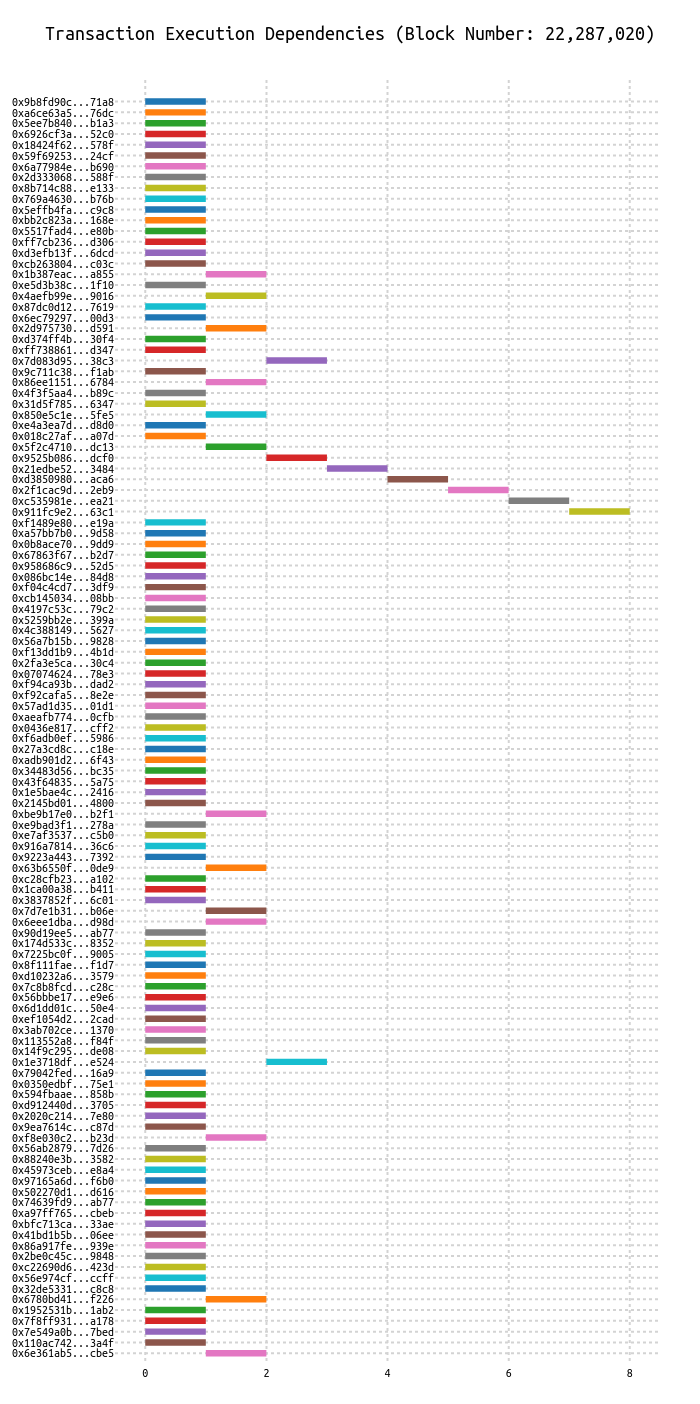 Transaction Execution Dependencies (Block Number: 22,287,020)
0x9b8fd90c...71a8
0xa6ce63a5...76dc
0x5ee7b840...b1a3
0x6926cf3a...52c0
0x18424f62...578f
0x59f69253...24cf
0x6a77984e...b690
0x2d333068...588f
0x8b714c88...e133
0x769a4630...b76b
0x5effb4fa...c9c8
0xbb2c823a...168e
0x5517fad4...e80b
0xff7cb236...d306
0xd3efb13f...6dcd
0xcb263804...c03c
0x1b387eac...a855
0xe5d3b38c...1f10
0x4aefb99e...9016
0x87dc0d12...7619
0x6ec79297...00d3
0x2d975730...d591
0xd374ff4b...30f4
0xff738861...d347
0x7d083d95...38c3
0x9c711c38...f1ab
0x86ee1151...6784
0x4f3f5aa4...b89c
0x31d5f785...6347
0x850e5c1e...5fe5
0xe4a3ea7d...d8d0
0x018c27af...a07d
0x5f2c4710...dc13
0x9525b086...dcf0
0x21edbe52...3484
0xd3850980...aca6
0x2f1cac9d...2eb9
0xc535981e...ea21
0x911fc9e2...63c1
0xf1489e80...e19a
0xa57bb7b0...9d58
0x0b8ace70...9dd9
0x67863f67...b2d7
0x958686c9...52d5
0x086bc14e...84d8
0xf04c4cd7...3df9
0xcb145034...08bb
0x4197c53c...79c2
0x5259bb2e...399a
0x4c388149...5627
0x56a7b15b...9828
0xf13dd1b9...4b1d
0x2fa3e5ca...30c4
0x07074624...78e3
0xf94ca93b...dad2
0xf92cafa5...8e2e
0x57ad1d35...01d1
0xaeafb774...0cfb
0x0436e817...cff2
0xf6adb0ef...5986
0x27a3cd8c...c18e
0xadb901d2...6f43
0x34483d56...bc35
0x43f64835...5a75
0x1e5bae4c...2416
0x2145bd01...4800
0xbe9b17e0...b2f1
0xe9bad3f1...278a
0xe7af3537...c5b0
0x916a7814...36c6
0x9223a443...7392
0x63b6550f...0de9
0xc28cfb23...a102
0x1ca00a38...b411
0x3837852f...6c01
0x7d7e1b31...b06e
0x6eee1dba...d98d
0x90d19ee5...ab77
0x174d533c...8352
0x7225bc0f...9005
0x8f111fae...f1d7
0xd10232a6...3579
0x7c8b8fcd...c28c
0x56bbbe17...e9e6
0x6d1dd01c...50e4
0xef1054d2...2cad
0x3ab702ce...1370
0x113552a8...f84f
0x14f9c295...de08
0x1e3718df...e524
0x79042fed...16a9
0x0350edbf...75e1
0x594fbaae...858b
0xd912440d...3705
0x2020c214...7e80
0x9ea7614c...c87d
0xf8e030c2...b23d
0x56ab2879...7d26
0x88240e3b...3582
0x45973ceb...e8a4
0x97165a6d...f6b0
0x502270d1...d616
0x74639fd9...ab77
0xa97ff765...cbeb
0xbfc713ca...33ae
0x41bd1b5b...06ee
0x86a917fe...939e
0x2be0c45c...9848
0xc22690d6...423d
0x56e974cf...ccff
0x32de5331...c8c8
0x6780bd41...f226
0x1952531b...1ab2
0x7f8ff931...a178
0x7e549a0b...7bed
0x110ac742...3a4f
0x6e361ab5...cbe5
0 2 4 6 8